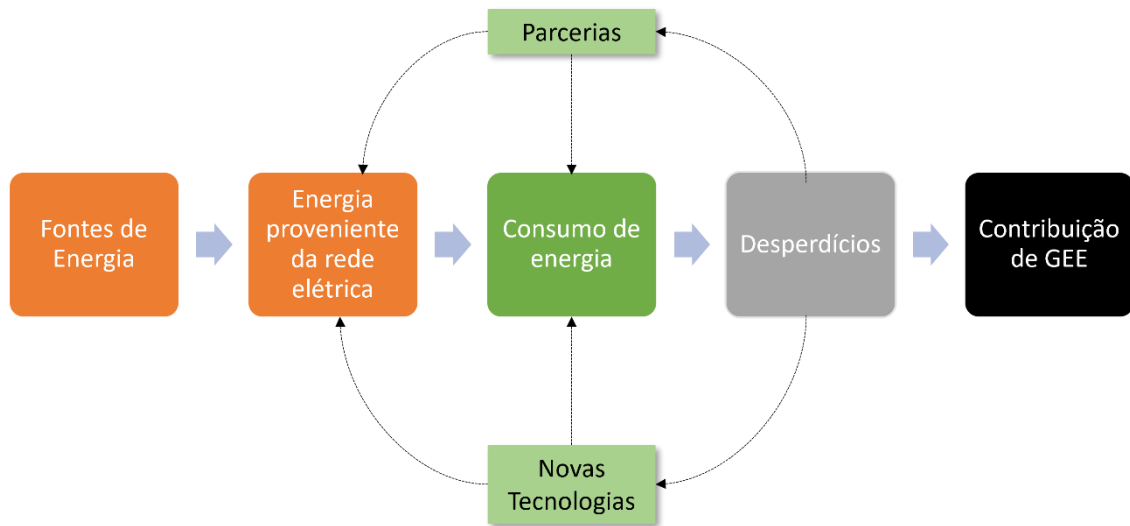 Parcerias
Fontes de
Energia
Energia
proveniente
da rede
elétrica
Consumo de
energia
Desperdícios
Contribuição
de GEE
Novas
Tecnologias